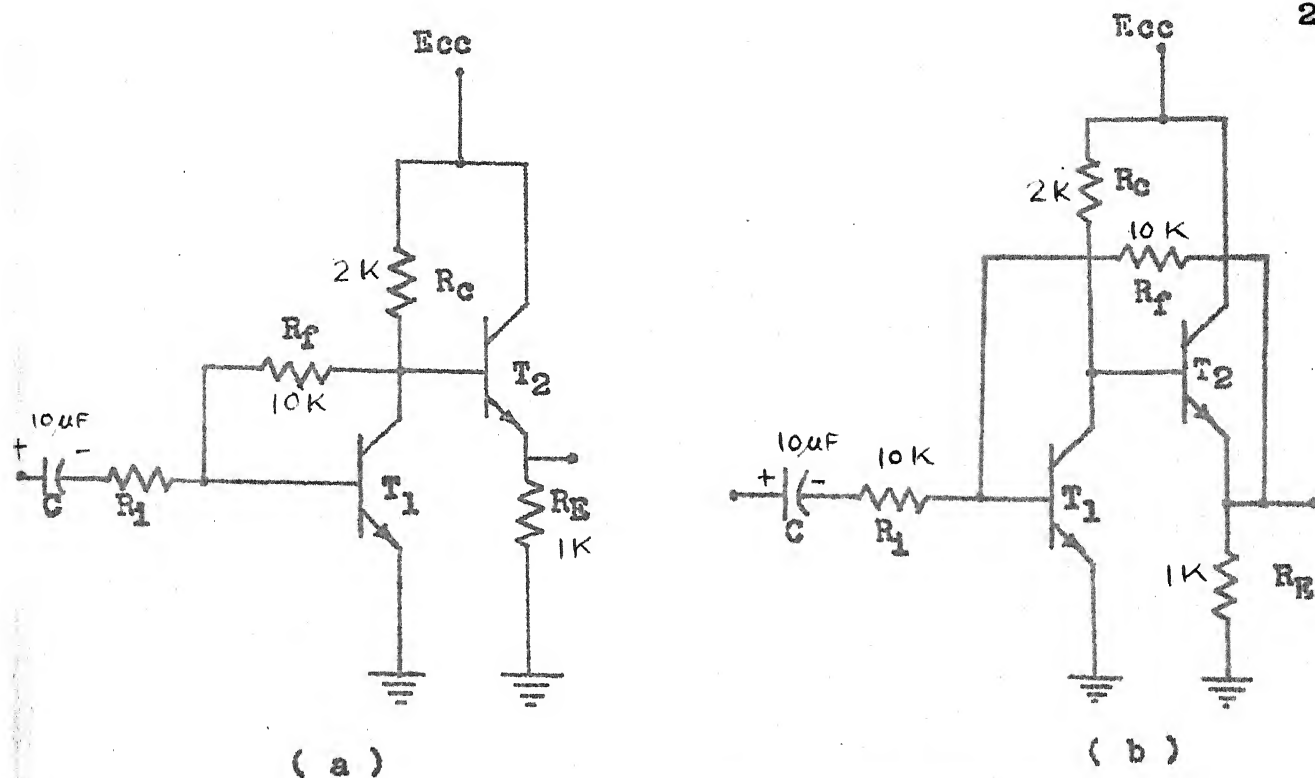 2
Ecc
2K
Rc
Rf
10K
T2
10µF
+ -
C
R1
T1
RE
1K
( a )
Ecc
2K
Rc
10K
Rf
T2
10µF
+ -
C
10K
R1
T1
1K
RE
( b )